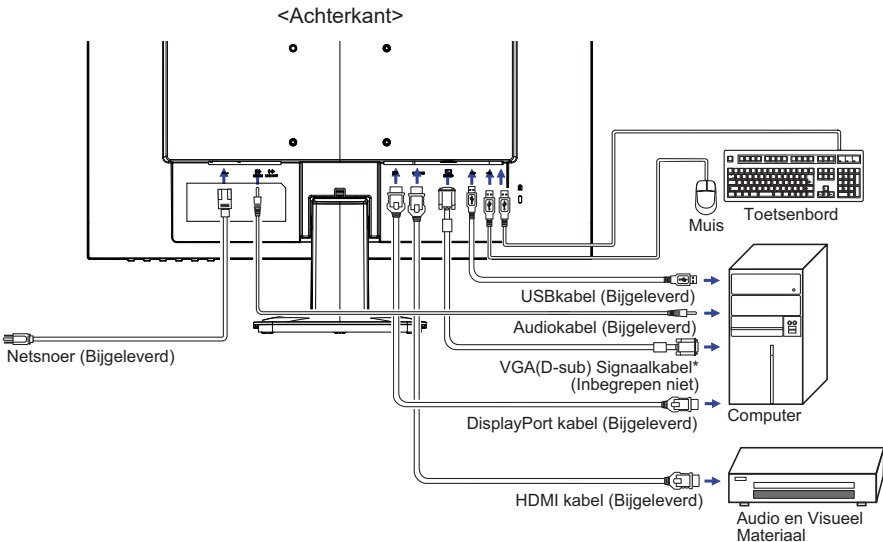 <Achterkant>
Muis
Toetsenbord
USBkabel (Bijgeleverd)
Audiokabel (Bijgeleverd)
Netsnoer (Bijgeleverd)
VGA(D-sub) Signaalkabel*
(Inbegrepen niet)
Computer
DisplayPort kabel (Bijgeleverd)
HDMI kabel (Bijgeleverd)
Audio en Visueel
Materiaal